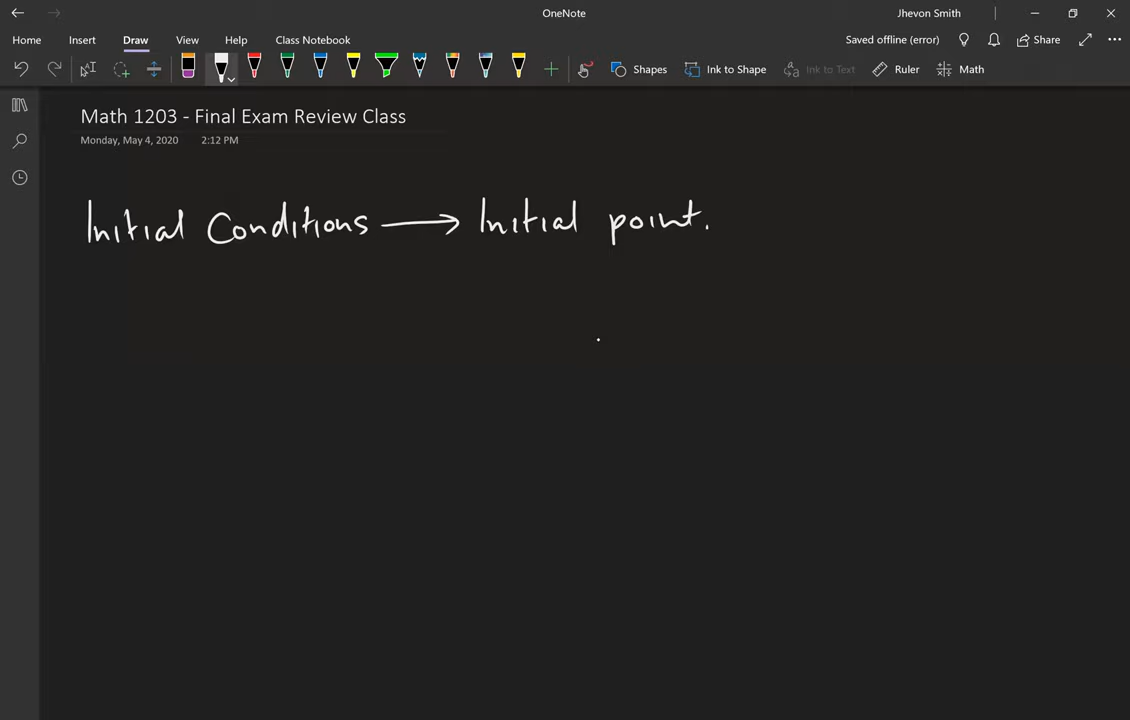 OneNote
Jhevon Smith
Home Insert Draw View Help Class Notebook
Saved offline (error) Share
Shapes Ink to Shape Ink to Text Ruler Math
Math 1203 - Final Exam Review Class
Monday, May 4, 2020 2:12 PM
Initial Conditions → Initial point.